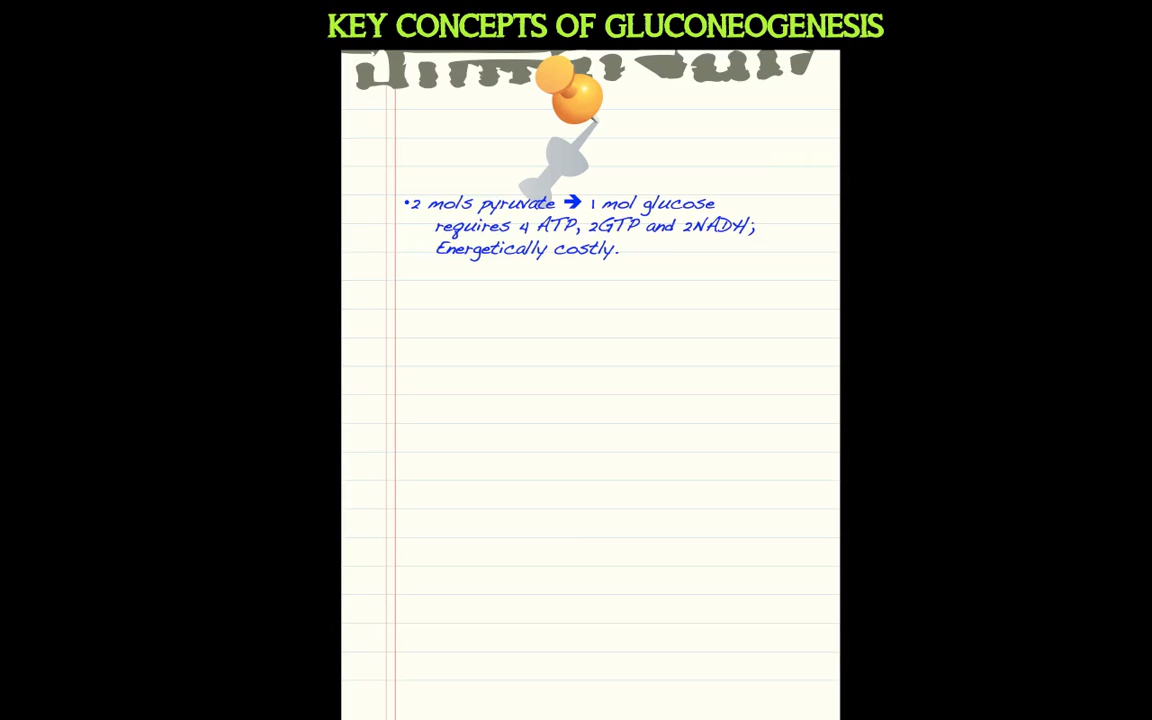 KEY CONCEPTS OF GLUCONEOGENESIS
•2 mols pyruvate ➔ 1 mol glucose
requires 4 ATP, 2GTP and 2NADH;
Energetically costly.